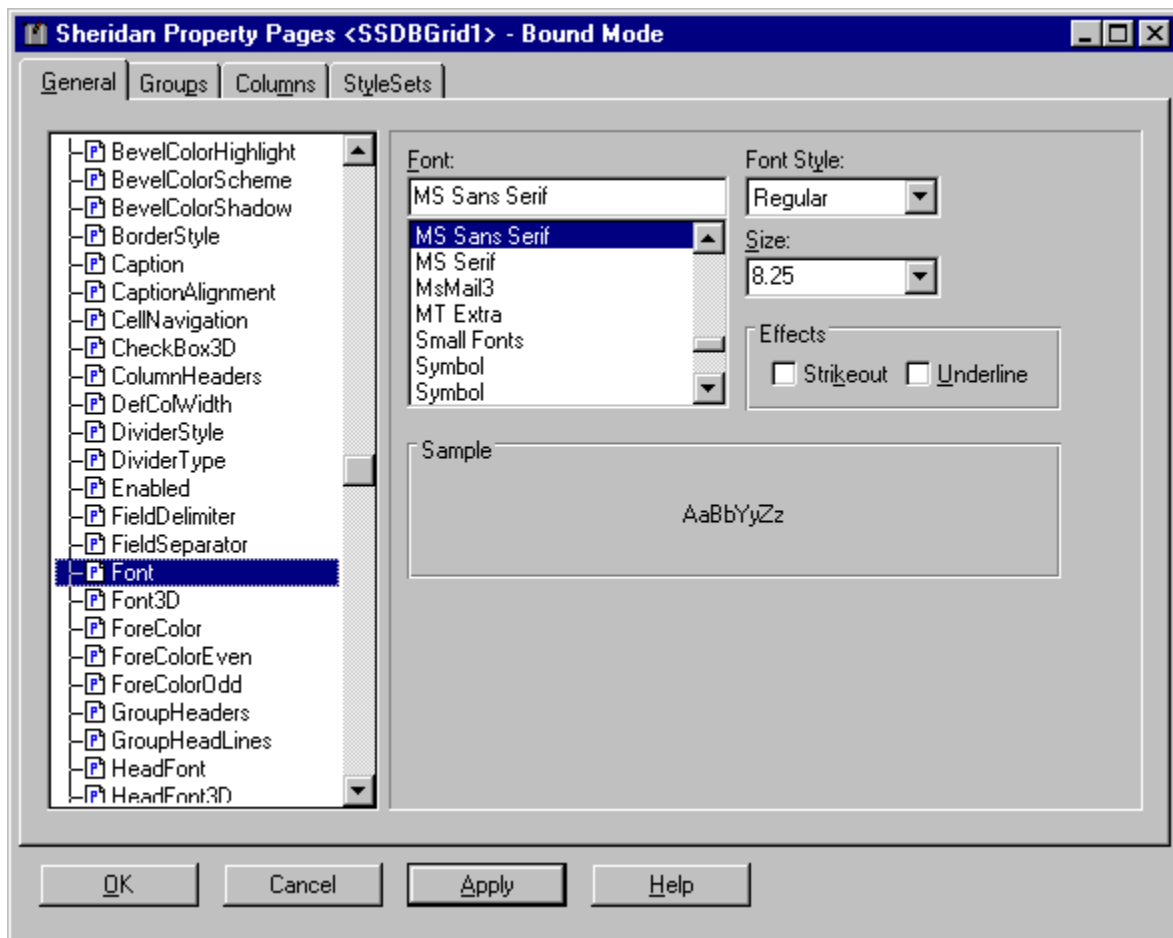 Sheridan Property Pages <SSDBGrid1> - Bound Mode
General Groups Columns StyleSets
BevelColorHighlight
BevelColorScheme
BevelColorShadow
BorderStyle
Caption
CaptionAlignment
CellNavigation
CheckBox3D
ColumnHeaders
DefColWidth
DividerStyle
DividerType
Enabled
FieldDelimiter
FieldSeparator
Font
Font3D
ForeColor
ForeColorEven
ForeColorOdd
GroupHeaders
GroupHeadLines
HeadFont
HeadFont3D
Font:
MS Sans Serif
MS Sans Serif
MS Serif
MsMail3
MT Extra
Small Fonts
Symbol
Symbol
Font Style:
Regular
Size:
8.25
Effects
Strikeout Underline
Sample
AaBbYyZz
OK Cancel Apply Help